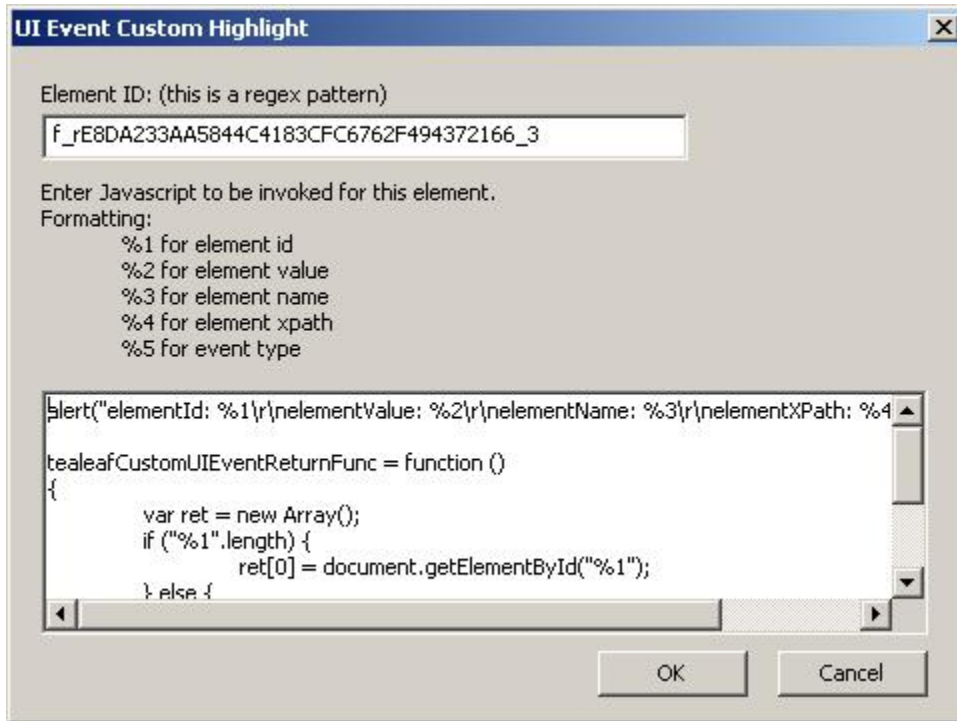 UI Event Custom Highlight
Element ID: (this is a regex pattern)
f_rE8DA233AA5844C4183CFC6762F494372166_3
Enter Javascript to be invoked for this element.
Formatting:
%1 for element id
%2 for element value
%3 for element name
%4 for element xpath
%5 for event type
alert("elementId: %1\r\nelementValue: %2\r\nelementName: %3\r\nelementXPath: %4
tealeafCustomUIEventReturnFunc = function ()
{
var ret = new Array();
if ("%1".length) {
ret[0] = document.getElementById("%1");
} else {
OK
Cancel